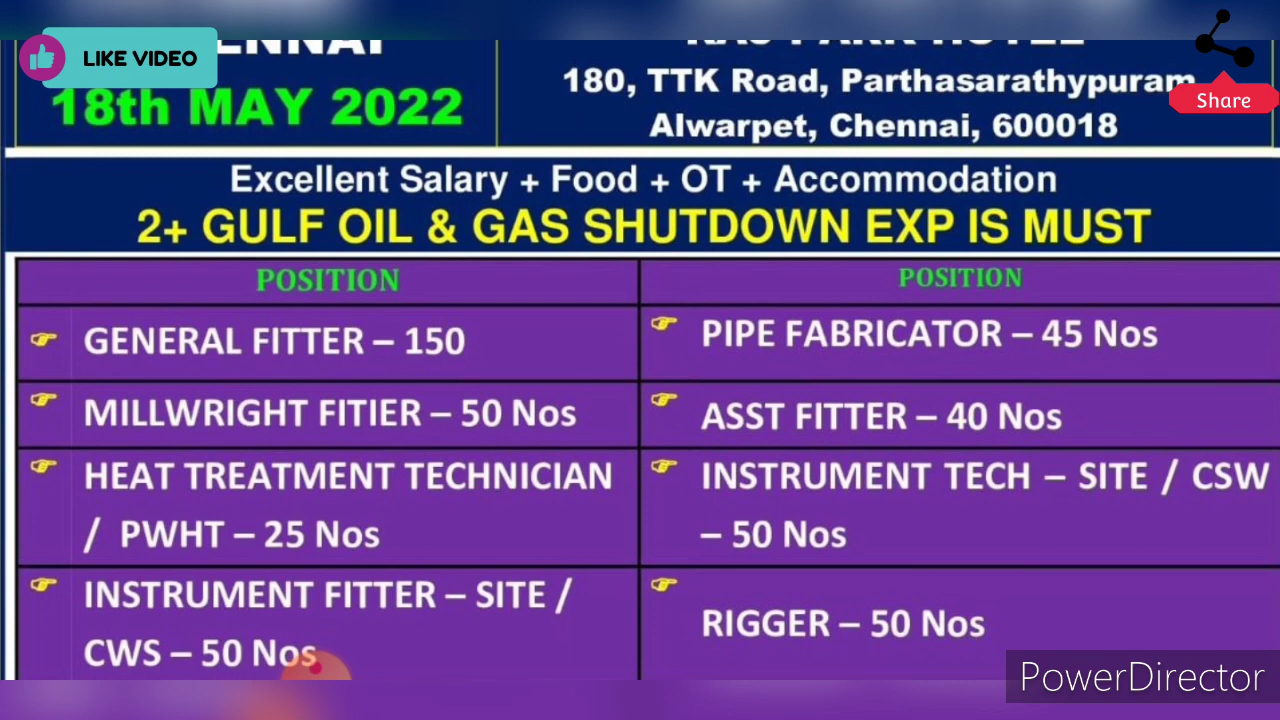 LIKE VIDEO
18th MAY 2022
180, TTK Road, Parthasarathypuram
Alwarpet, Chennai, 600018
Share
Excellent Salary + Food + OT + Accommodation
2+ GULF OIL & GAS SHUTDOWN EXP IS MUST
POSITION
POSITION
GENERAL FITTER – 150
PIPE FABRICATOR – 45 Nos
MILLWRIGHT FITIER – 50 Nos
ASST FITTER – 40 Nos
HEAT TREATMENT TECHNICIAN
/ PWHT – 25 Nos
INSTRUMENT TECH – SITE / CSW
– 50 Nos
INSTRUMENT FITTER – SITE /
CWS – 50 Nos
RIGGER – 50 Nos
PowerDirector